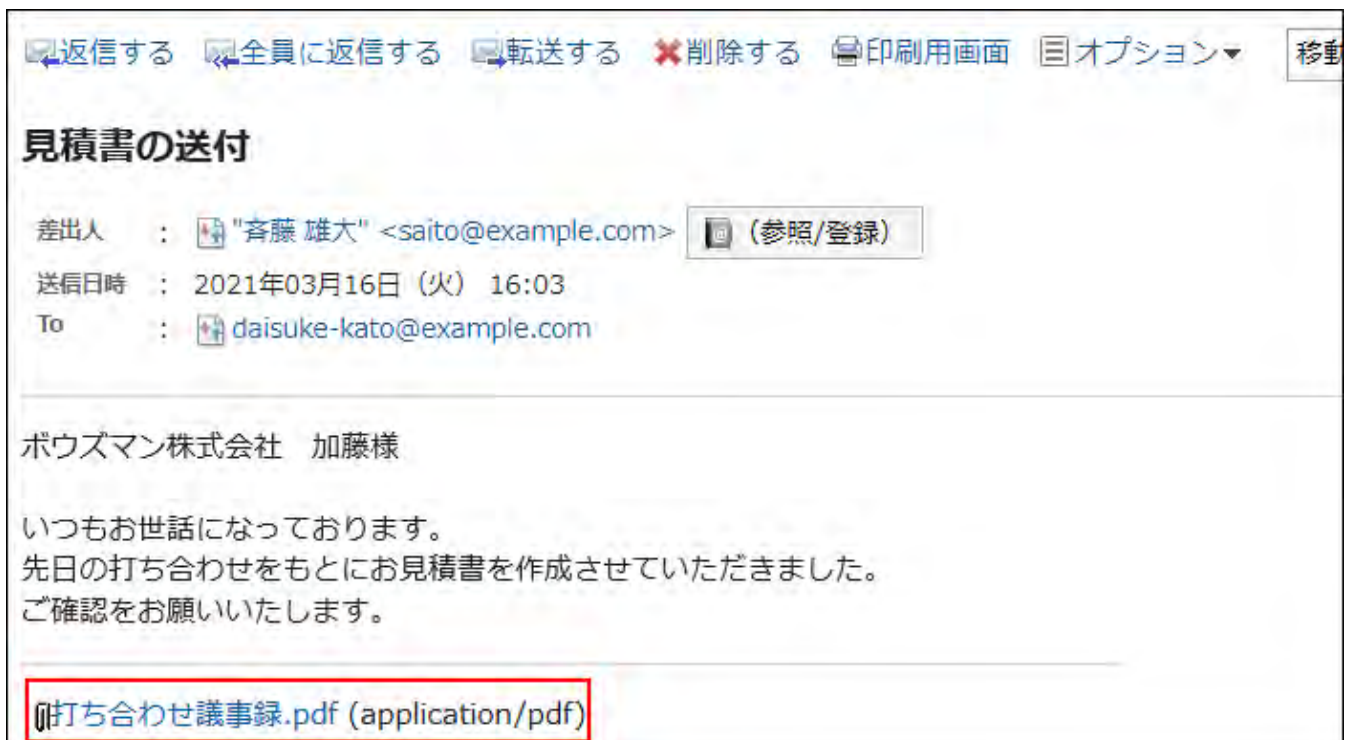 返信する 全員に返信する 転送する 削除する 印刷用画面 オプション▼ 移動
見積書の送付
差出人 : "斉藤 雄大" <saito@example.com> (参照/登録)
送信日時 : 2021年03月16日(火) 16:03
To : daisuke-kato@example.com
ボウズマン株式会社 加藤様
いつもお世話になっております。
先日の打ち合わせをもとにお見積書を作成させていただきました。
ご確認をお願いいたします。
打ち合わせ議事録.pdf (application/pdf)